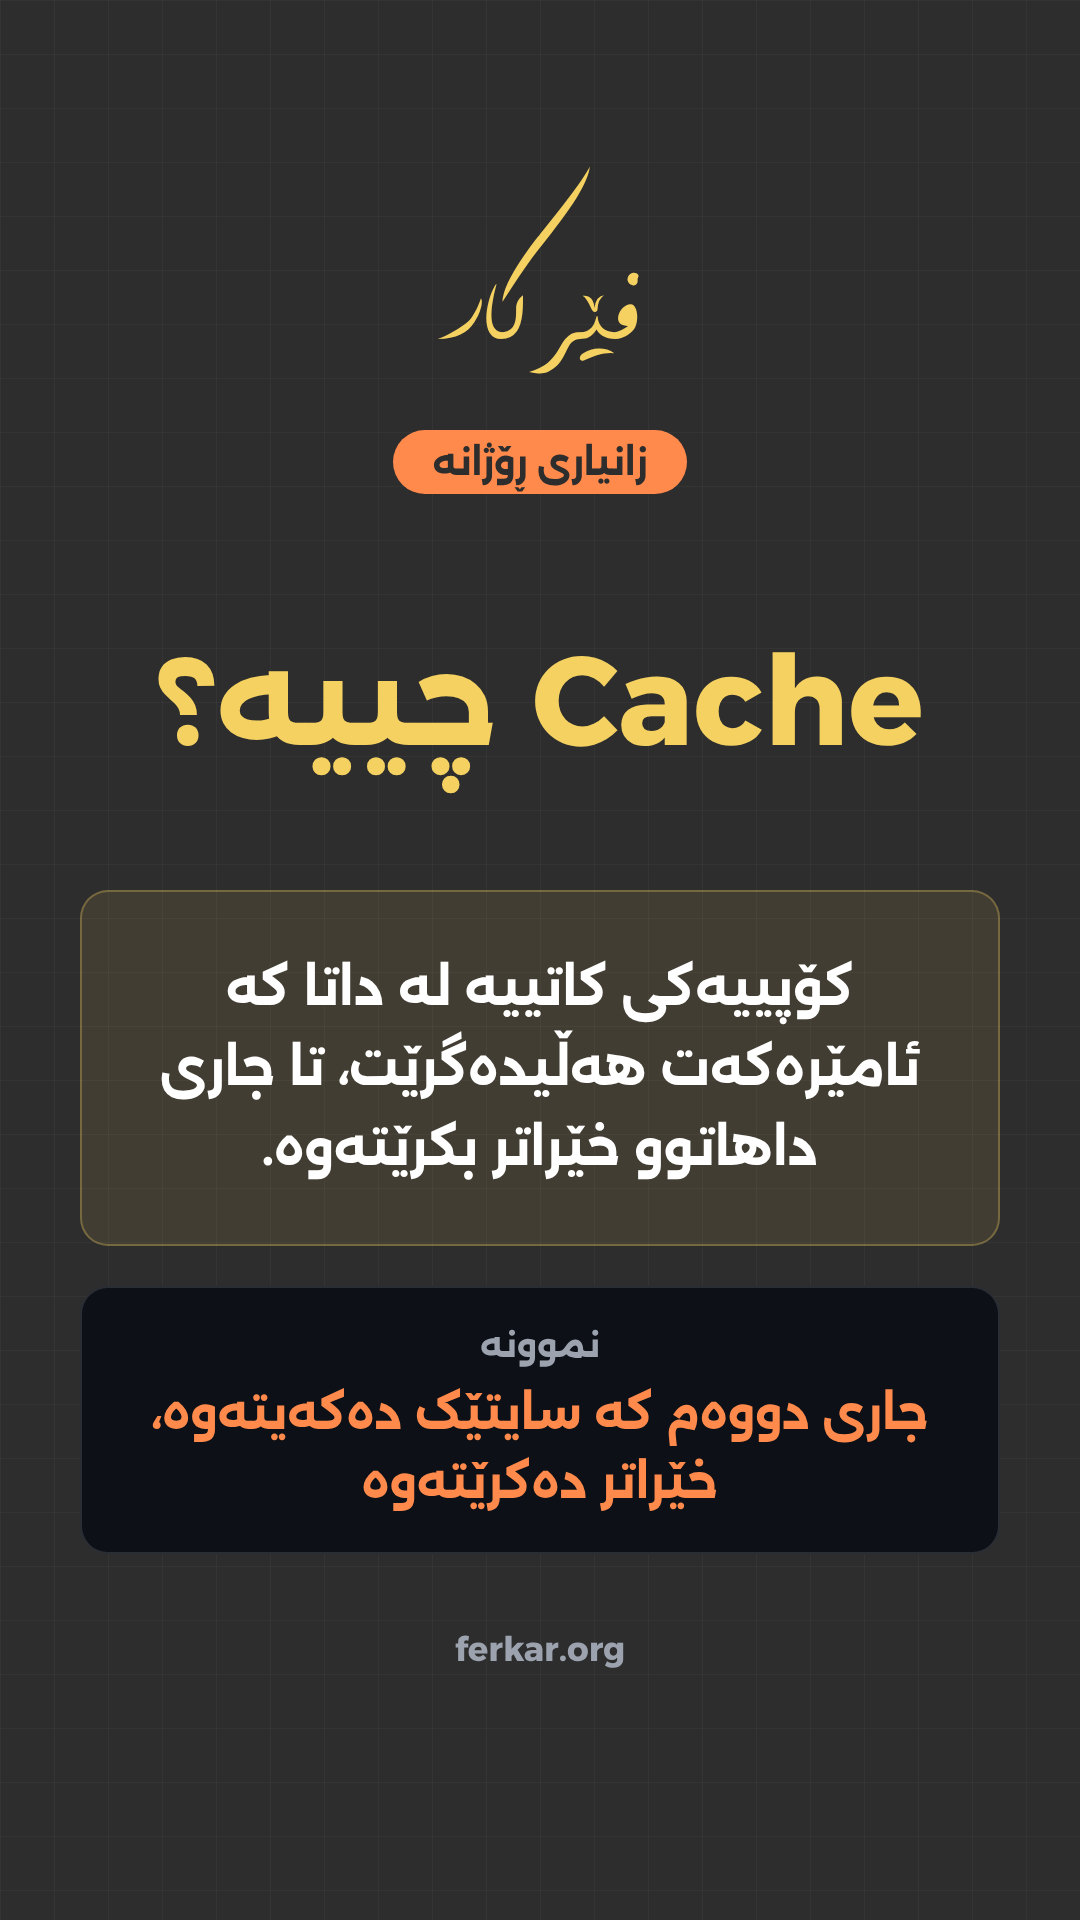 فێرکار
زانیاری ڕۆژانە
Cache چییە؟
کۆپییەکی کاتییە لە داتا کە
ئامێرەکەت هەڵیدەگرێت، تا جاری
داهاتوو خێراتر بکرێتەوە.
نموونە
جاری دووەم کە سایتێک دەکەیتەوە،
خێراتر دەکرێتەوە
ferkar.org